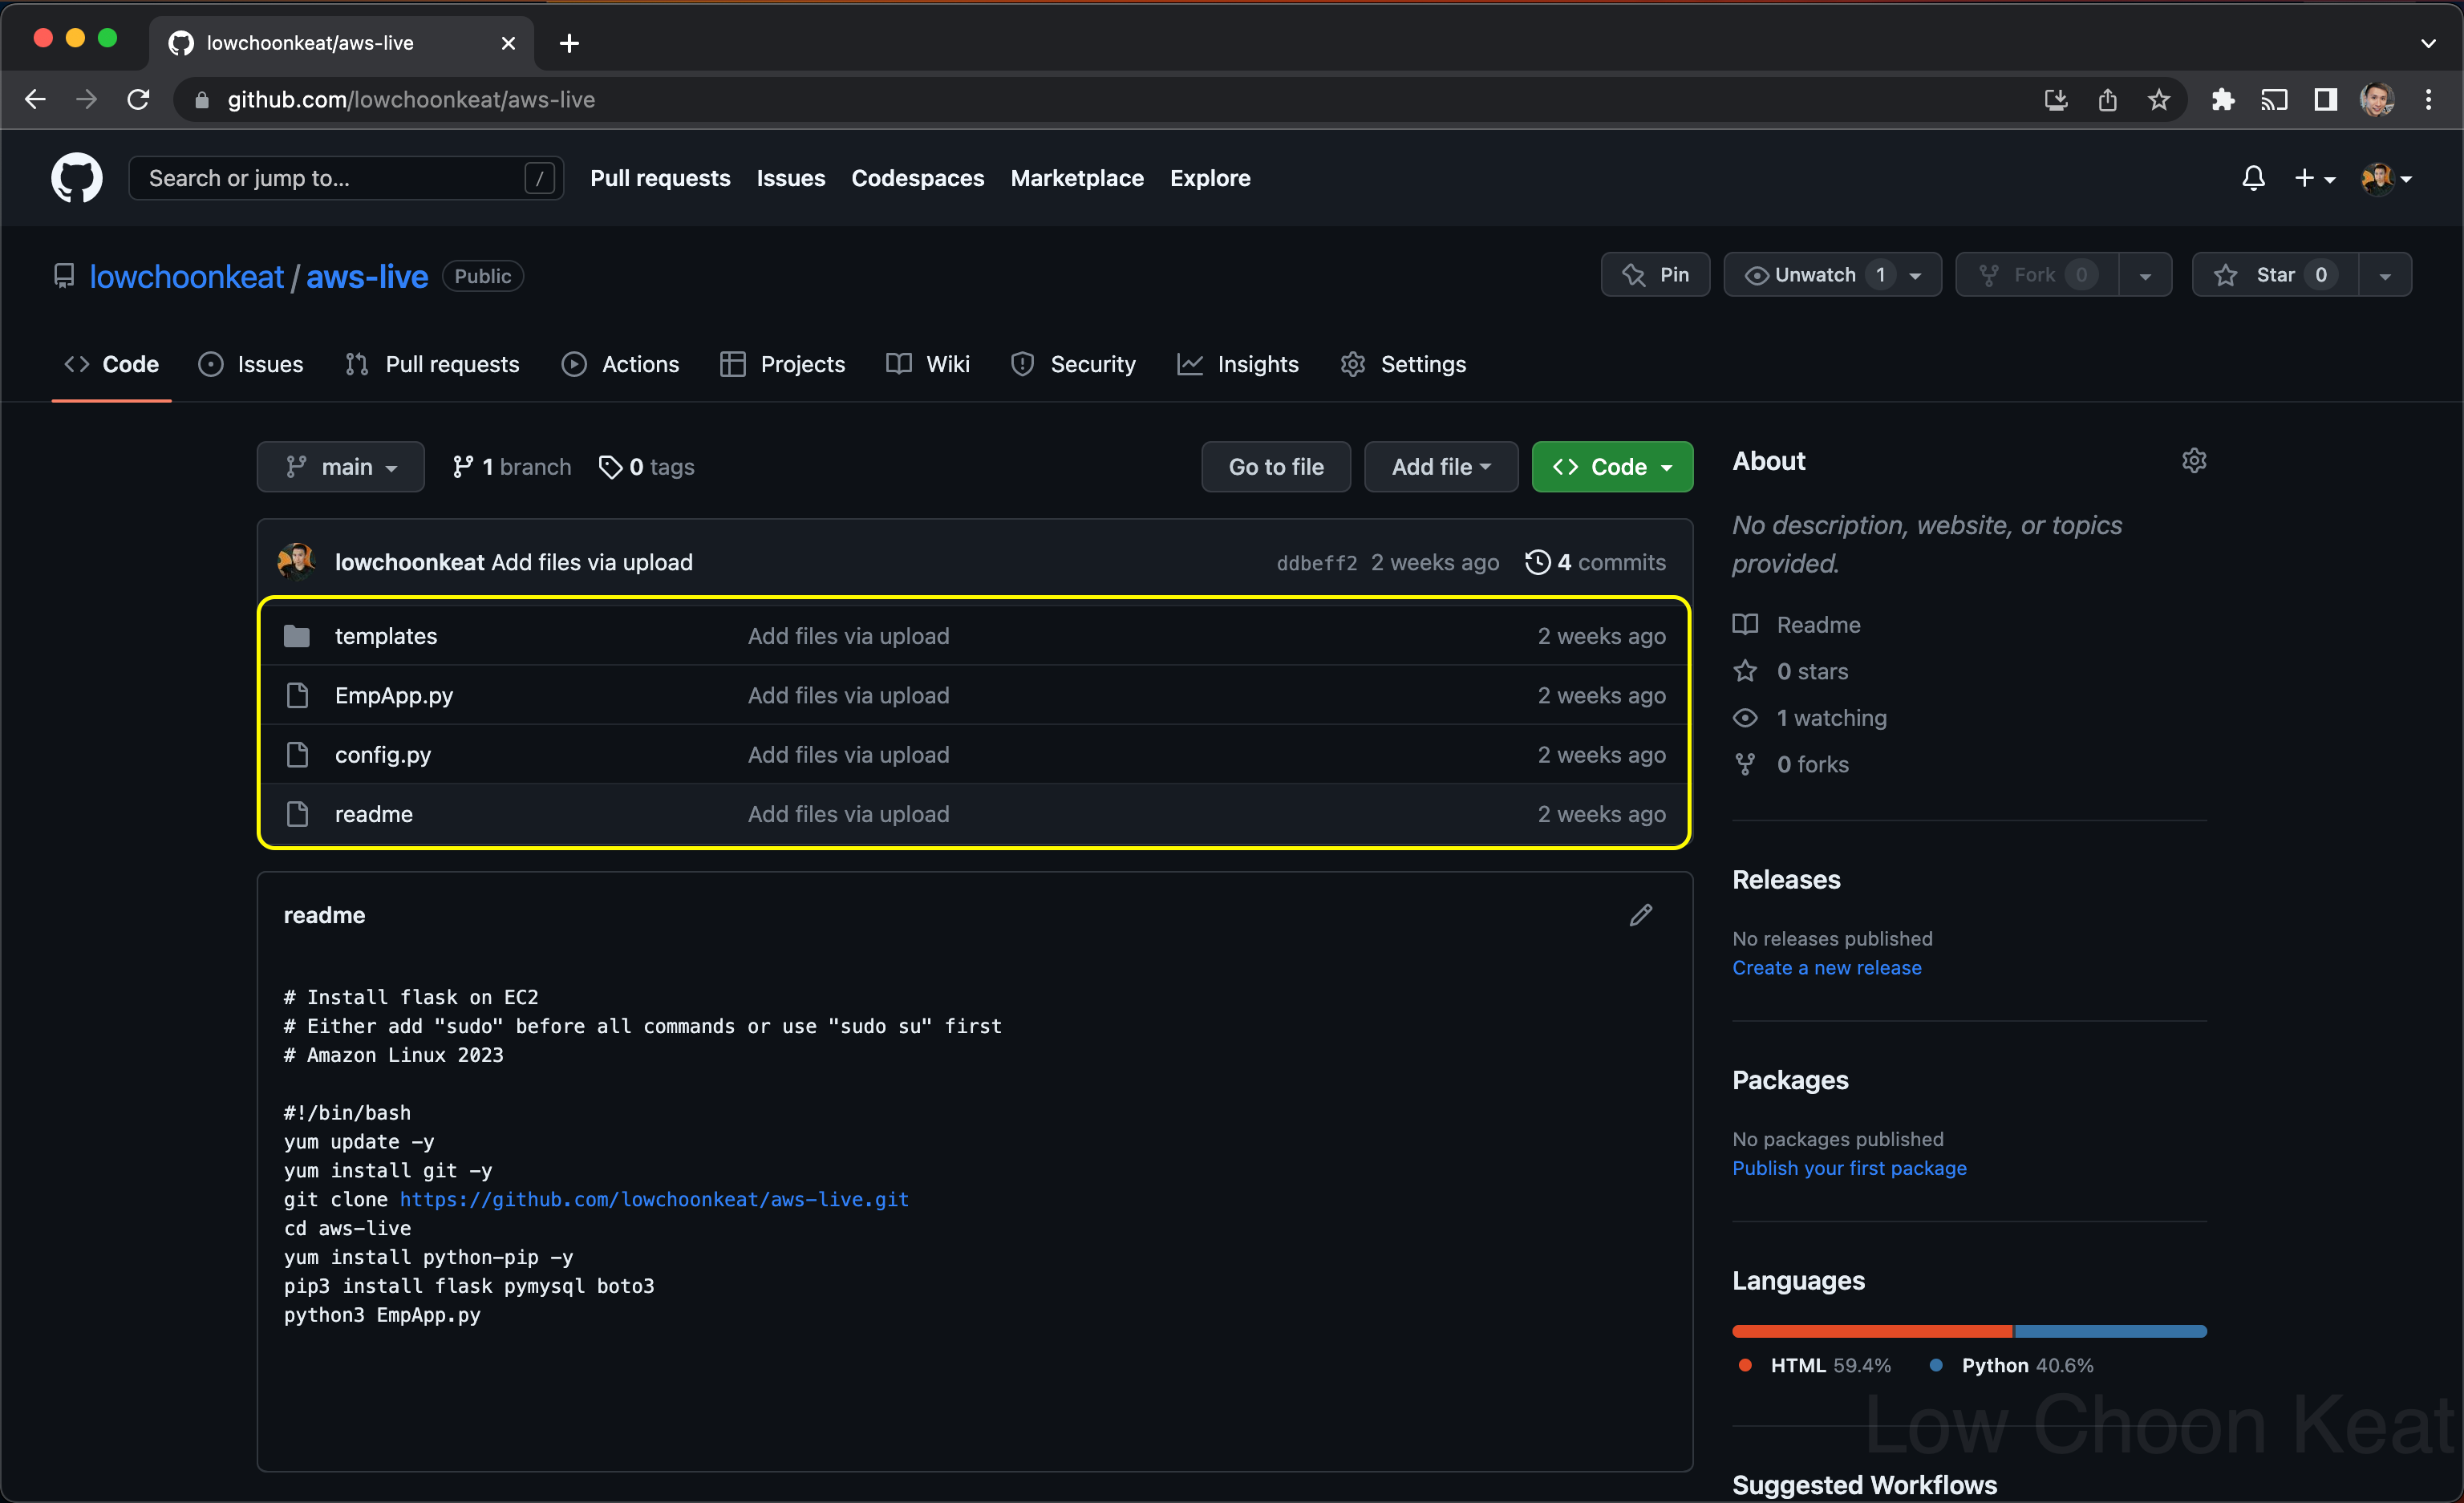 lowchoonkeat/aws-live
github.com/lowchoonkeat/aws-live
Search or jump to... / Pull requests Issues Codespaces Marketplace Explore
lowchoonkeat / aws-live Public Pin Unwatch 1 Fork 0 Star 0
Code Issues Pull requests Actions Projects Wiki Security Insights Settings
main 1 branch 0 tags Go to file Add file Code
lowchoonkeat Add files via upload ddbeff2 2 weeks ago 4 commits
templates Add files via upload 2 weeks ago
EmpApp.py Add files via upload 2 weeks ago
config.py Add files via upload 2 weeks ago
readme Add files via upload 2 weeks ago
readme
# Install flask on EC2
# Either add "sudo" before all commands or use "sudo su" first
# Amazon Linux 2023
#!/bin/bash
yum update -y
yum install git -y
git clone https://github.com/lowchoonkeat/aws-live.git
cd aws-live
yum install python-pip -y
pip3 install flask pymysql boto3
python3 EmpApp.py
About
No description, website, or topics
provided.
Readme
0 stars
1 watching
0 forks
Releases
No releases published
Create a new release
Packages
No packages published
Publish your first package
Languages
HTML 59.4% Python 40.6%
Low Choon Keat
Suggested Workflows